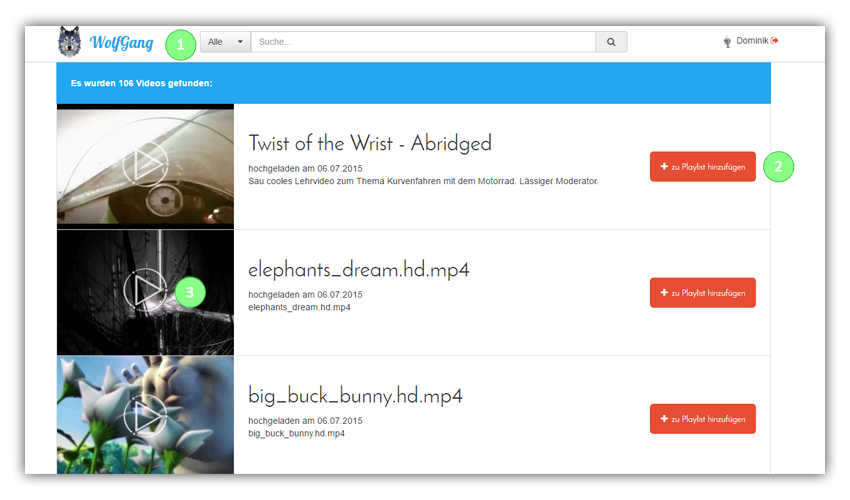 WolfGang 1 Alle Suche... Dominik
Es wurden 106 Videos gefunden:
Twist of the Wrist - Abridged
hochgeladen am 06.07.2015
Sau cooles Lehrvideo zum Thema Kurvenfahren mit dem Motorrad. Lässiger Moderator.
+ zu Playlist hinzufügen 2
elephants_dream.hd.mp4
3
hochgeladen am 06.07.2015
elephants_dream.hd.mp4
+ zu Playlist hinzufügen
big_buck_bunny.hd.mp4
hochgeladen am 06.07.2015
big_buck_bunny.hd.mp4
+ zu Playlist hinzufügen